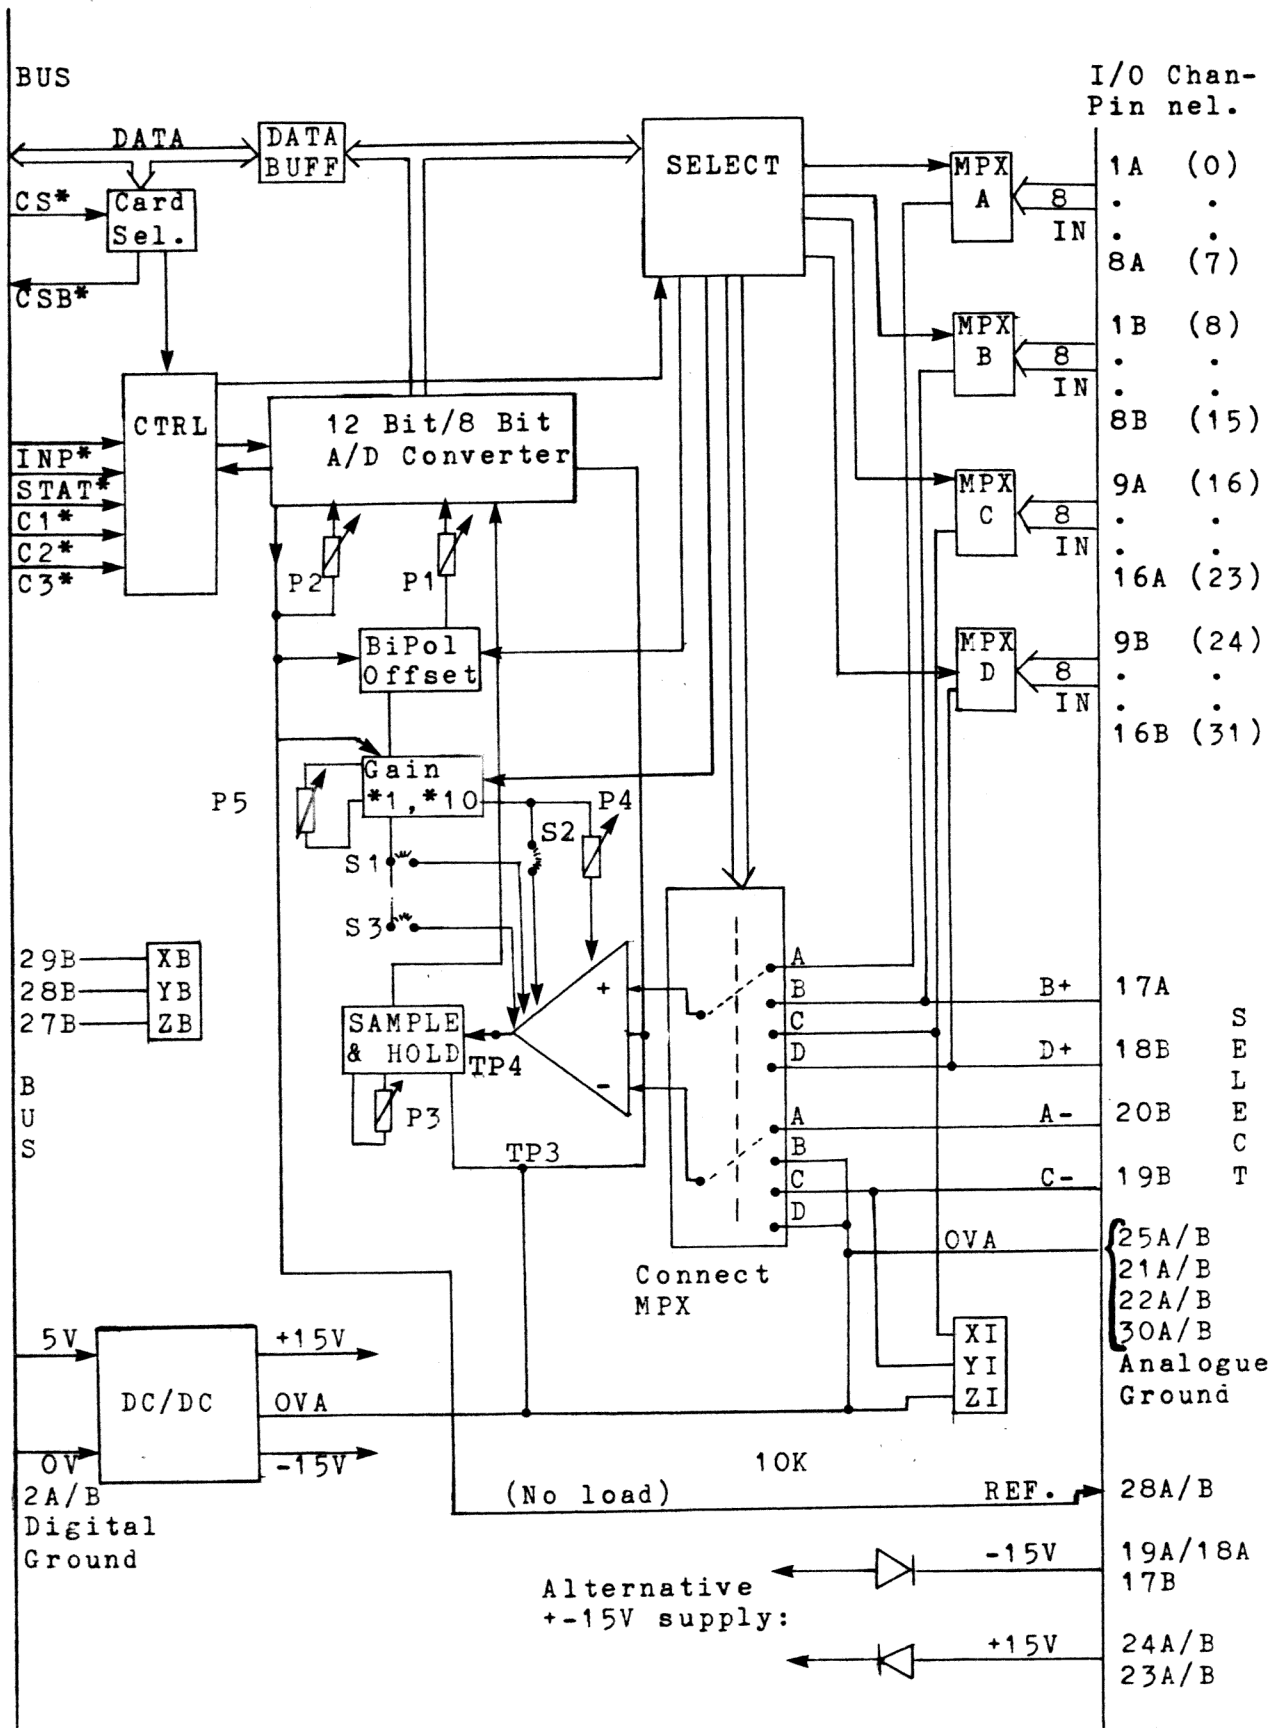 BUS
I/O Chan-
Pin nel.
DATA
DATA
BUFF
SELECT
MPX
A
8
IN
1A (0)
. .
. .
8A (7)
CS*
Card
Sel.
CSB*
MPX
B
8
IN
1B (8)
. .
. .
8B (15)
CTRL
12 Bit/8 Bit
A/D Converter
INP*
STAT*
C1*
C2*
C3*
MPX
C
8
IN
9A (16)
. .
. .
16A (23)
P2
P1
BiPol
Offset
MPX
D
8
IN
9B (24)
. .
. .
16B (31)
Gain
*1,*10
P5
P4
S2
S1
S3
29B
28B
27B
XB
YB
ZB
SAMPLE
& HOLD
TP4
P3
TP3
+
-
A
B
C
D
A
B
C
D
B+ 17A
D+ 18B
A- 20B
C- 19B
SELECT
BUS
Connect
MPX
OVA
25A/B
21A/B
22A/B
30A/B
Analogue
Ground
XI
YI
ZI
5V
DC/DC
+15V
OVA
-15V
OV
2A/B
Digital
Ground
10K
(No load)
REF. 28A/B
Alternative
+-15V supply:
-15V
19A/18A
17B
+15V
24A/B
23A/B